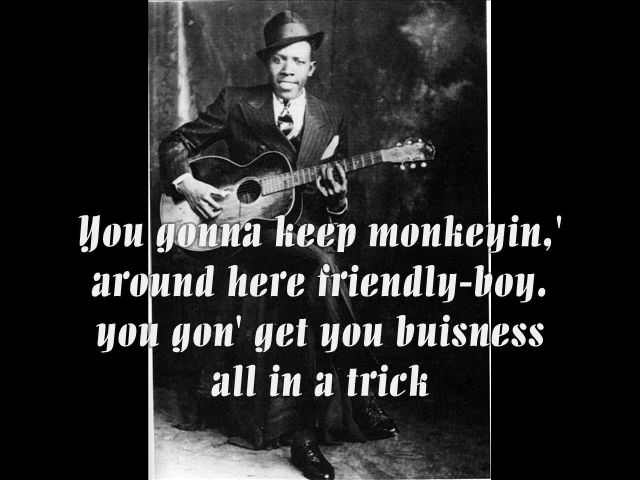 You gonna keep monkeyin,'
around here friendly-boy.
you gon' get you buisness
all in a trick